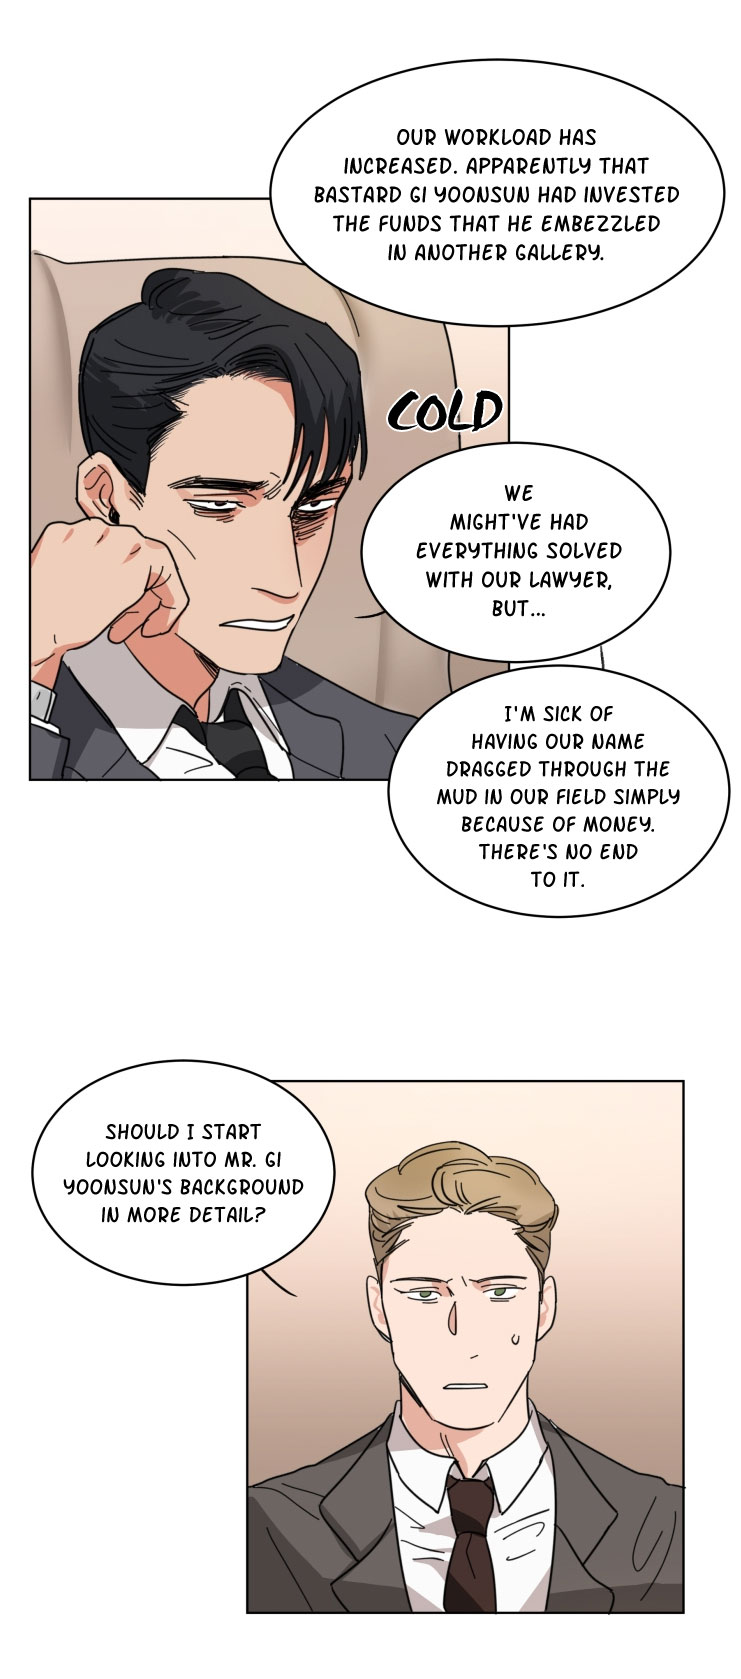 OUR WORKLOAD HAS
INCREASED. APPARENTLY THAT
BASTARD GI YOONSUN HAD INVESTED
THE FUNDS THAT HE EMBEZZLED
IN ANOTHER GALLERY.
COLD
WE
MIGHT'VE HAD
EVERYTHING SOLVED
WITH OUR LAWYER,
BUT...
I'M SICK OF
HAVING OUR NAME
DRAGGED THROUGH THE
MUD IN OUR FIELD SIMPLY
BECAUSE OF MONEY.
THERE'S NO END
TO IT.
SHOULD I START
LOOKING INTO MR. GI
YOONSUN'S BACKGROUND
IN MORE DETAIL?